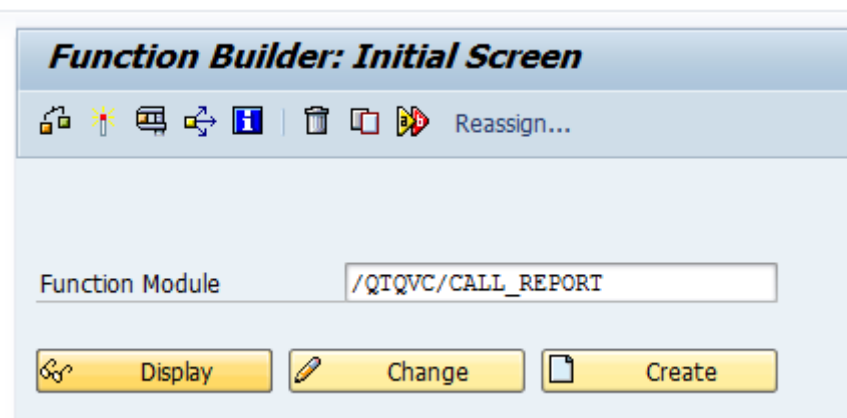 Function Builder: Initial Screen
Reassign...
Function Module /QTQVC/CALL_REPORT
Display Change Create